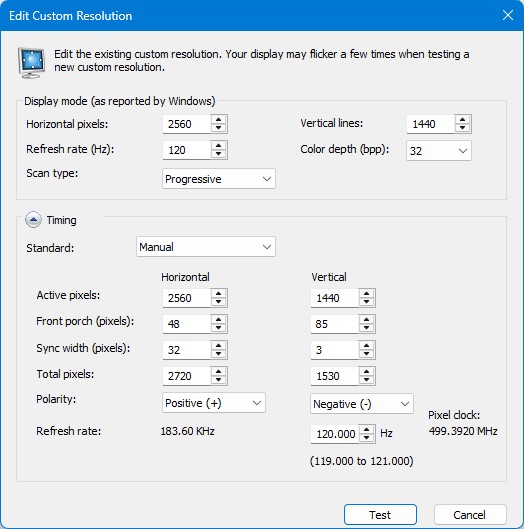 Edit Custom Resolution
Edit the existing custom resolution. Your display may flicker a few times when testing a
new custom resolution.
Display mode (as reported by Windows)
Horizontal pixels: 2560 Vertical lines: 1440
Refresh rate (Hz): 120 Color depth (bpp): 32
Scan type: Progressive
Timing
Standard: Manual
Horizontal Vertical
Active pixels: 2560 1440
Front porch (pixels): 48 85
Sync width (pixels): 32 3
Total pixels: 2720 1530
Polarity: Positive (+) Negative (-)
Pixel clock:
Refresh rate: 183.60 KHz 120.000 Hz 499.3920 MHz
(119.000 to 121.000)
Test Cancel